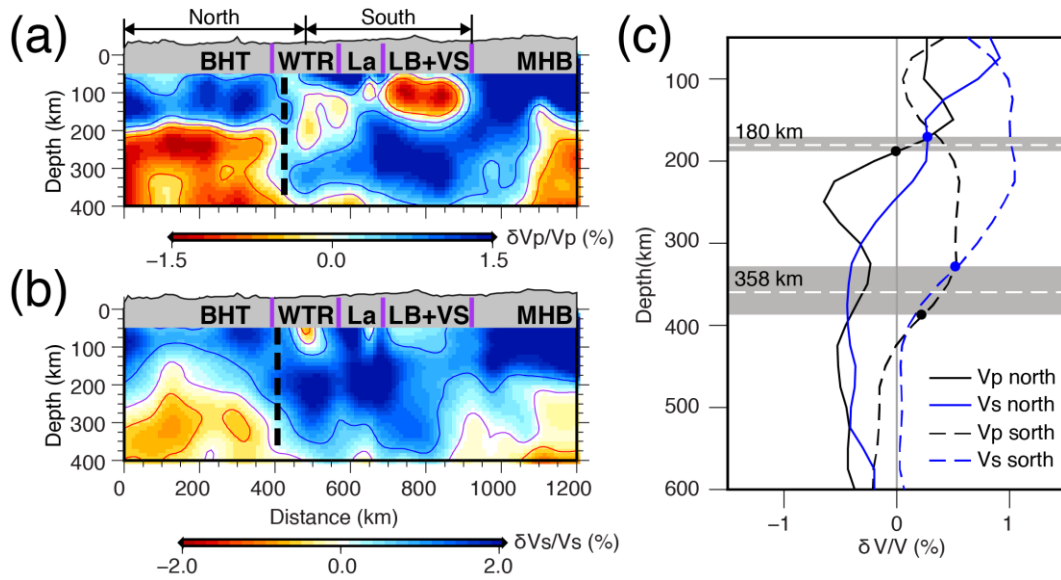 North South
(a)
BHT WTR La LB+VS MHB
0
100
200
300
400
Depth (km)
δVp/Vp (%)
−1.5 0.0 1.5
(b)
BHT WTR La LB+VS MHB
0
100
200
300
400
Depth (km)
0 200 400 600 800 1000 1200
Distance (km)
δVs/Vs (%)
−2.0 0.0 2.0
(c)
100
200
300
400
500
600
Depth(km)
180 km
358 km
Vp north
Vs north
Vp sorth
Vs sorth
−1 0 1
δV/V (%)